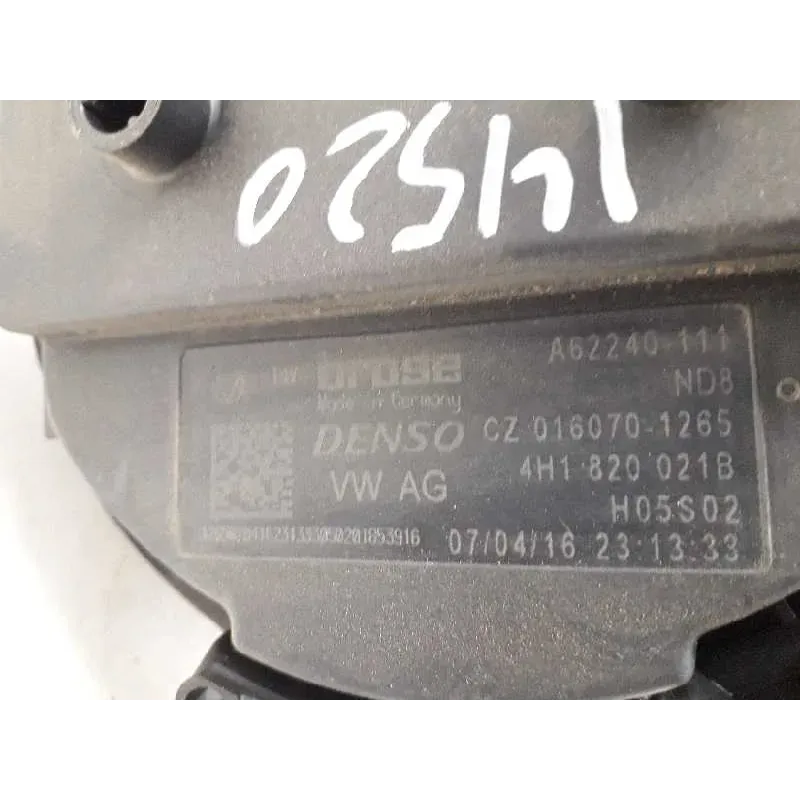 14520
A62240-111
brose
ND8
Made in Germany
DENSO CZ 016070-1265
VW AG 4H1 820 021B
H05S02
07/04/16 23:13:33